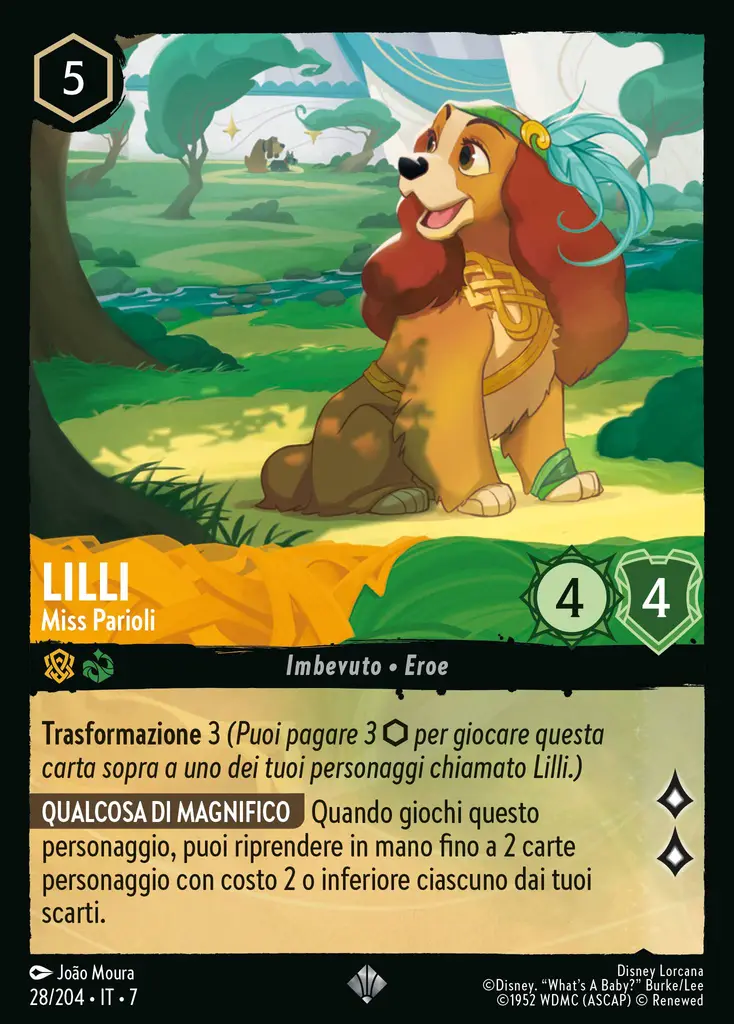 5
LILLI
Miss Parioli
4
4
Imbevuto • Eroe
Trasformazione 3 (Puoi pagare 3 ⬡ per giocare questa
carta sopra a uno dei tuoi personaggi chiamato Lilli.)
QUALCOSA DI MAGNIFICO Quando giochi questo
personaggio, puoi riprendere in mano fino a 2 carte
personaggio con costo 2 o inferiore ciascuno dai tuoi
scarti.
João Moura
28/204 • IT • 7
Disney Lorcana
©Disney. “What's A Baby?” Burke/Lee
©1952 WDMC (ASCAP) © Renewed